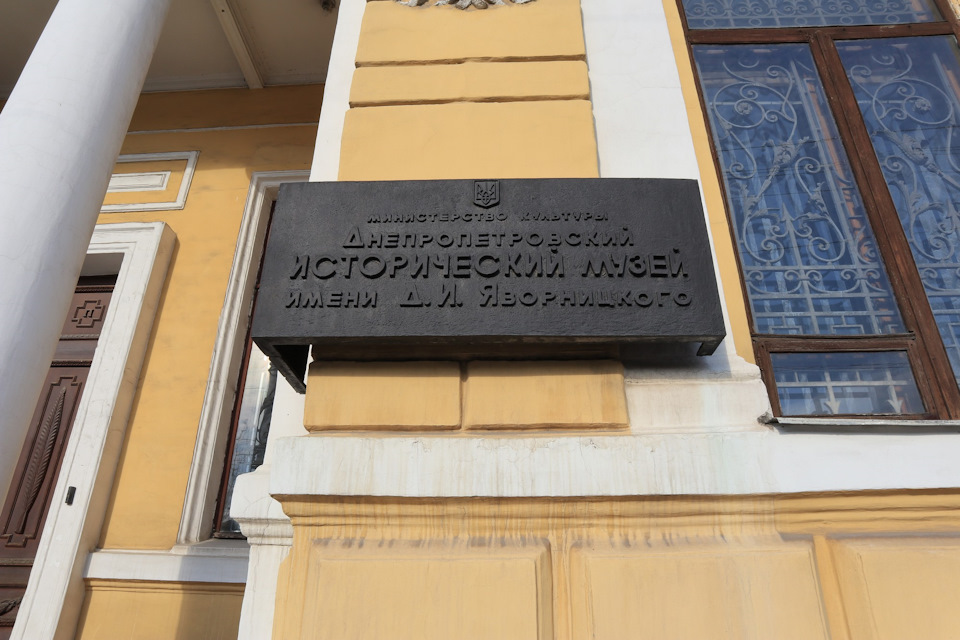 МИНИСТЕРСТВО КУЛЬТУРЫ
ДНЕПРОПЕТРОВСКИЙ
ИСТОРИЧЕСКИЙ МУЗЕЙ
ИМЕНИ Д.И. ЯВОРНИЦКОГО